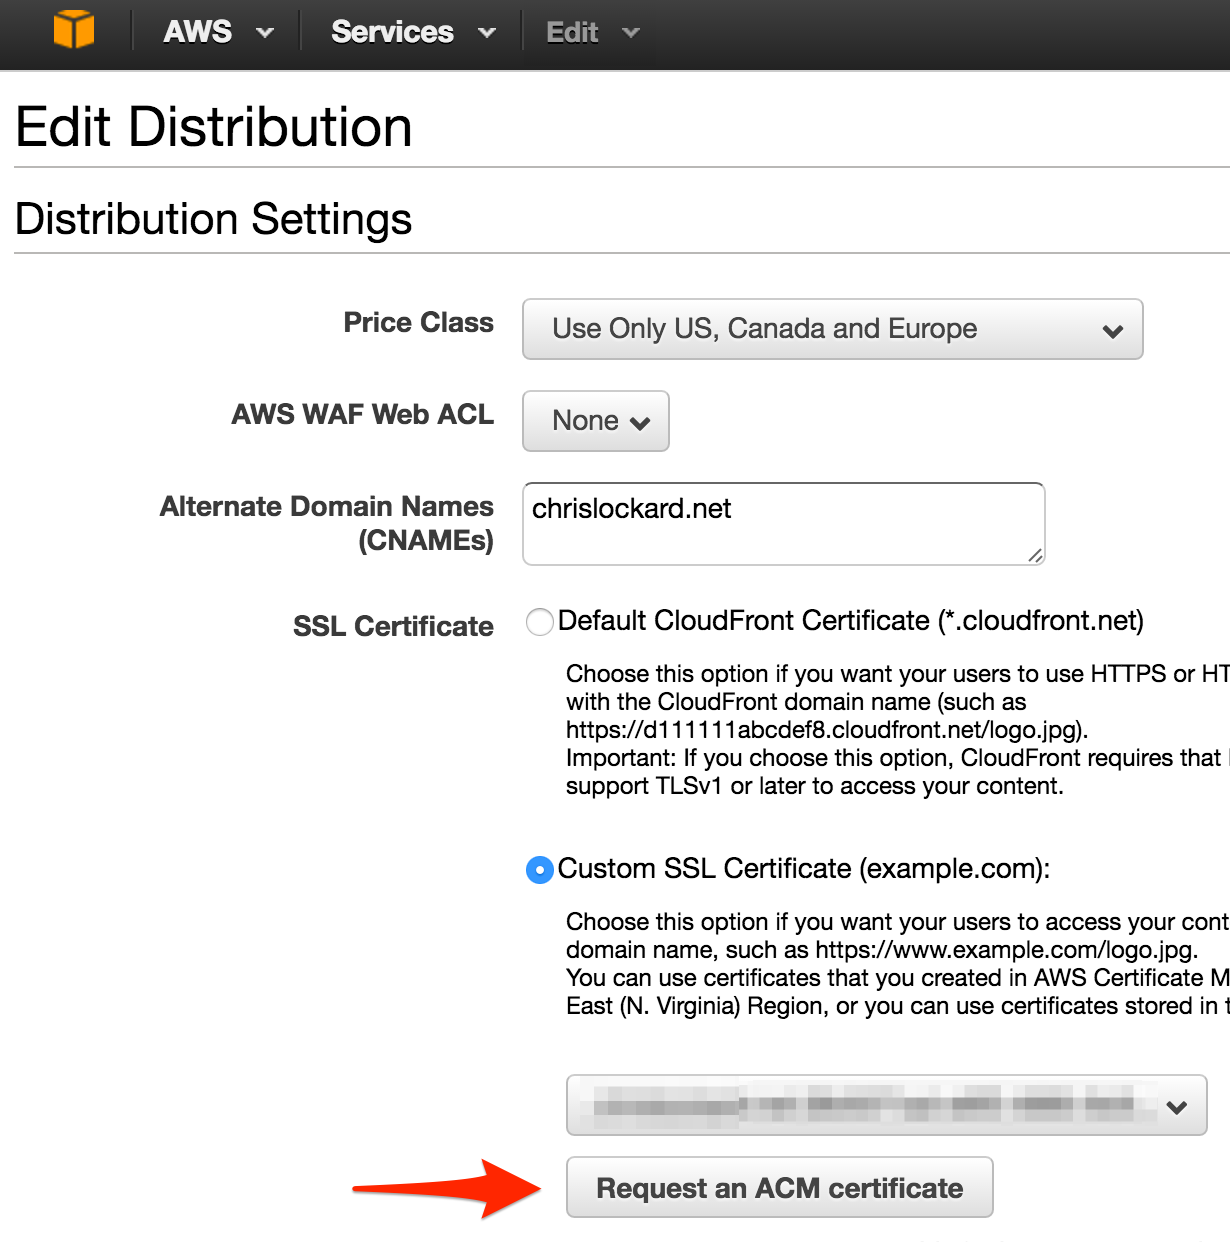 AWS Services Edit
Edit Distribution
Distribution Settings
Price Class Use Only US, Canada and Europe
AWS WAF Web ACL None
Alternate Domain Names chrislockard.net
(CNAMEs)
SSL Certificate Default CloudFront Certificate (*.cloudfront.net)
Choose this option if you want your users to use HTTPS or HT
with the CloudFront domain name (such as
https://d111111abcdef8.cloudfront.net/logo.jpg).
Important: If you choose this option, CloudFront requires that
support TLSv1 or later to access your content.
Custom SSL Certificate (example.com):
Choose this option if you want your users to access your cont
domain name, such as https://www.example.com/logo.jpg.
You can use certificates that you created in AWS Certificate M
East (N. Virginia) Region, or you can use certificates stored in t
Request an ACM certificate